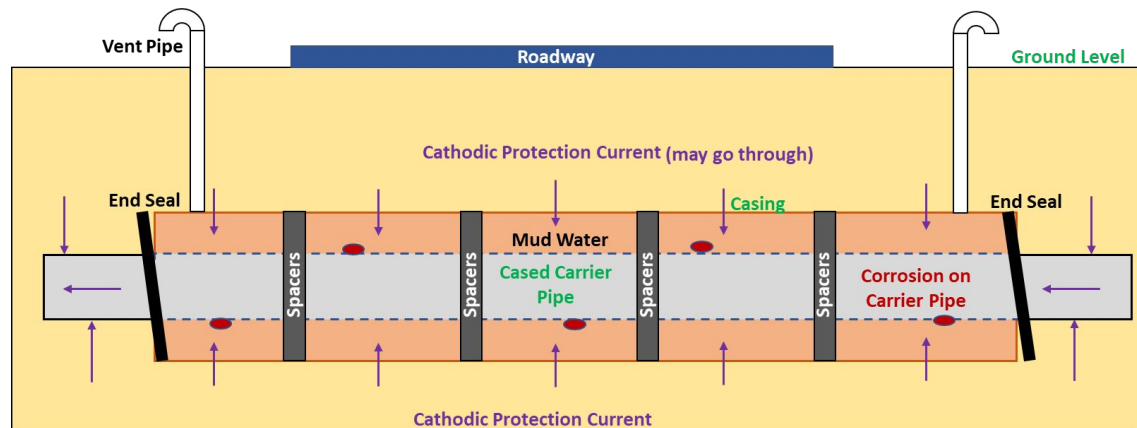 Vent Pipe
Roadway
Ground Level
Cathodic Protection Current (may go through)
End Seal
Casing
End Seal
Mud Water
Spacers
Spacers
Cased Carrier
Pipe
Spacers
Spacers
Corrosion on
Carrier Pipe
Cathodic Protection Current